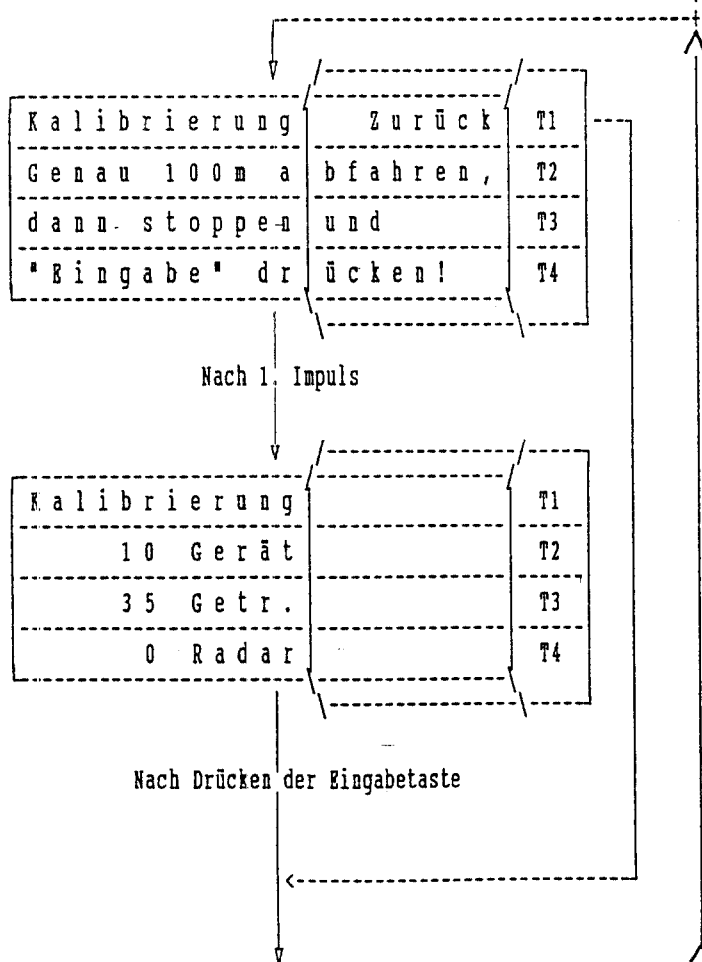 Kalibrierung Zurück T1
Genau 100m abfahren, T2
dann stoppen und T3
"Eingabe" drücken! T4
Nach 1. Impuls
Kalibrierung T1
10 Gerät T2
35 Getr. T3
0 Radar T4
Nach Drücken der Eingabetaste